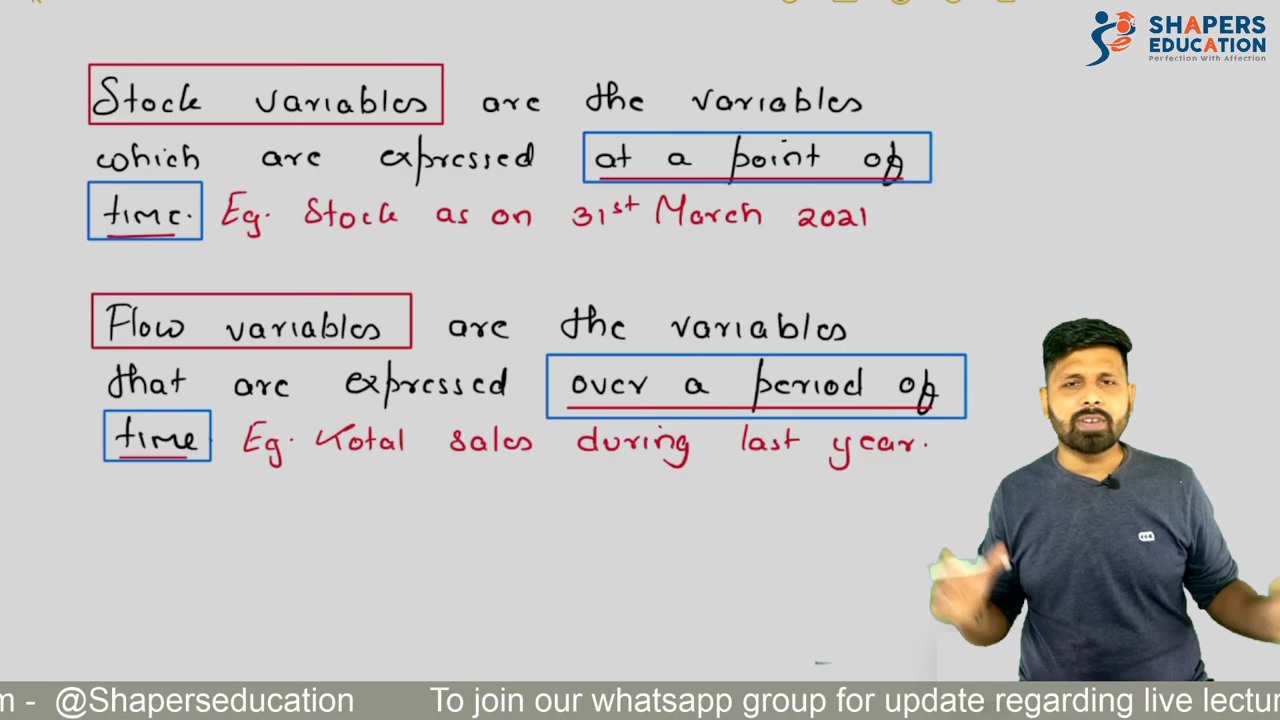 SHAPERS
EDUCATION
Perfection With Affection
Stock variables are the variables
which are expressed at a point of
time. Eg. Stock as on 31st March 2021
Flow variables are the variables
that are expressed over a period of
time Eg. Total sales during last year.
m - @Shaperseducation To join our whatsapp group for update regarding live lectur